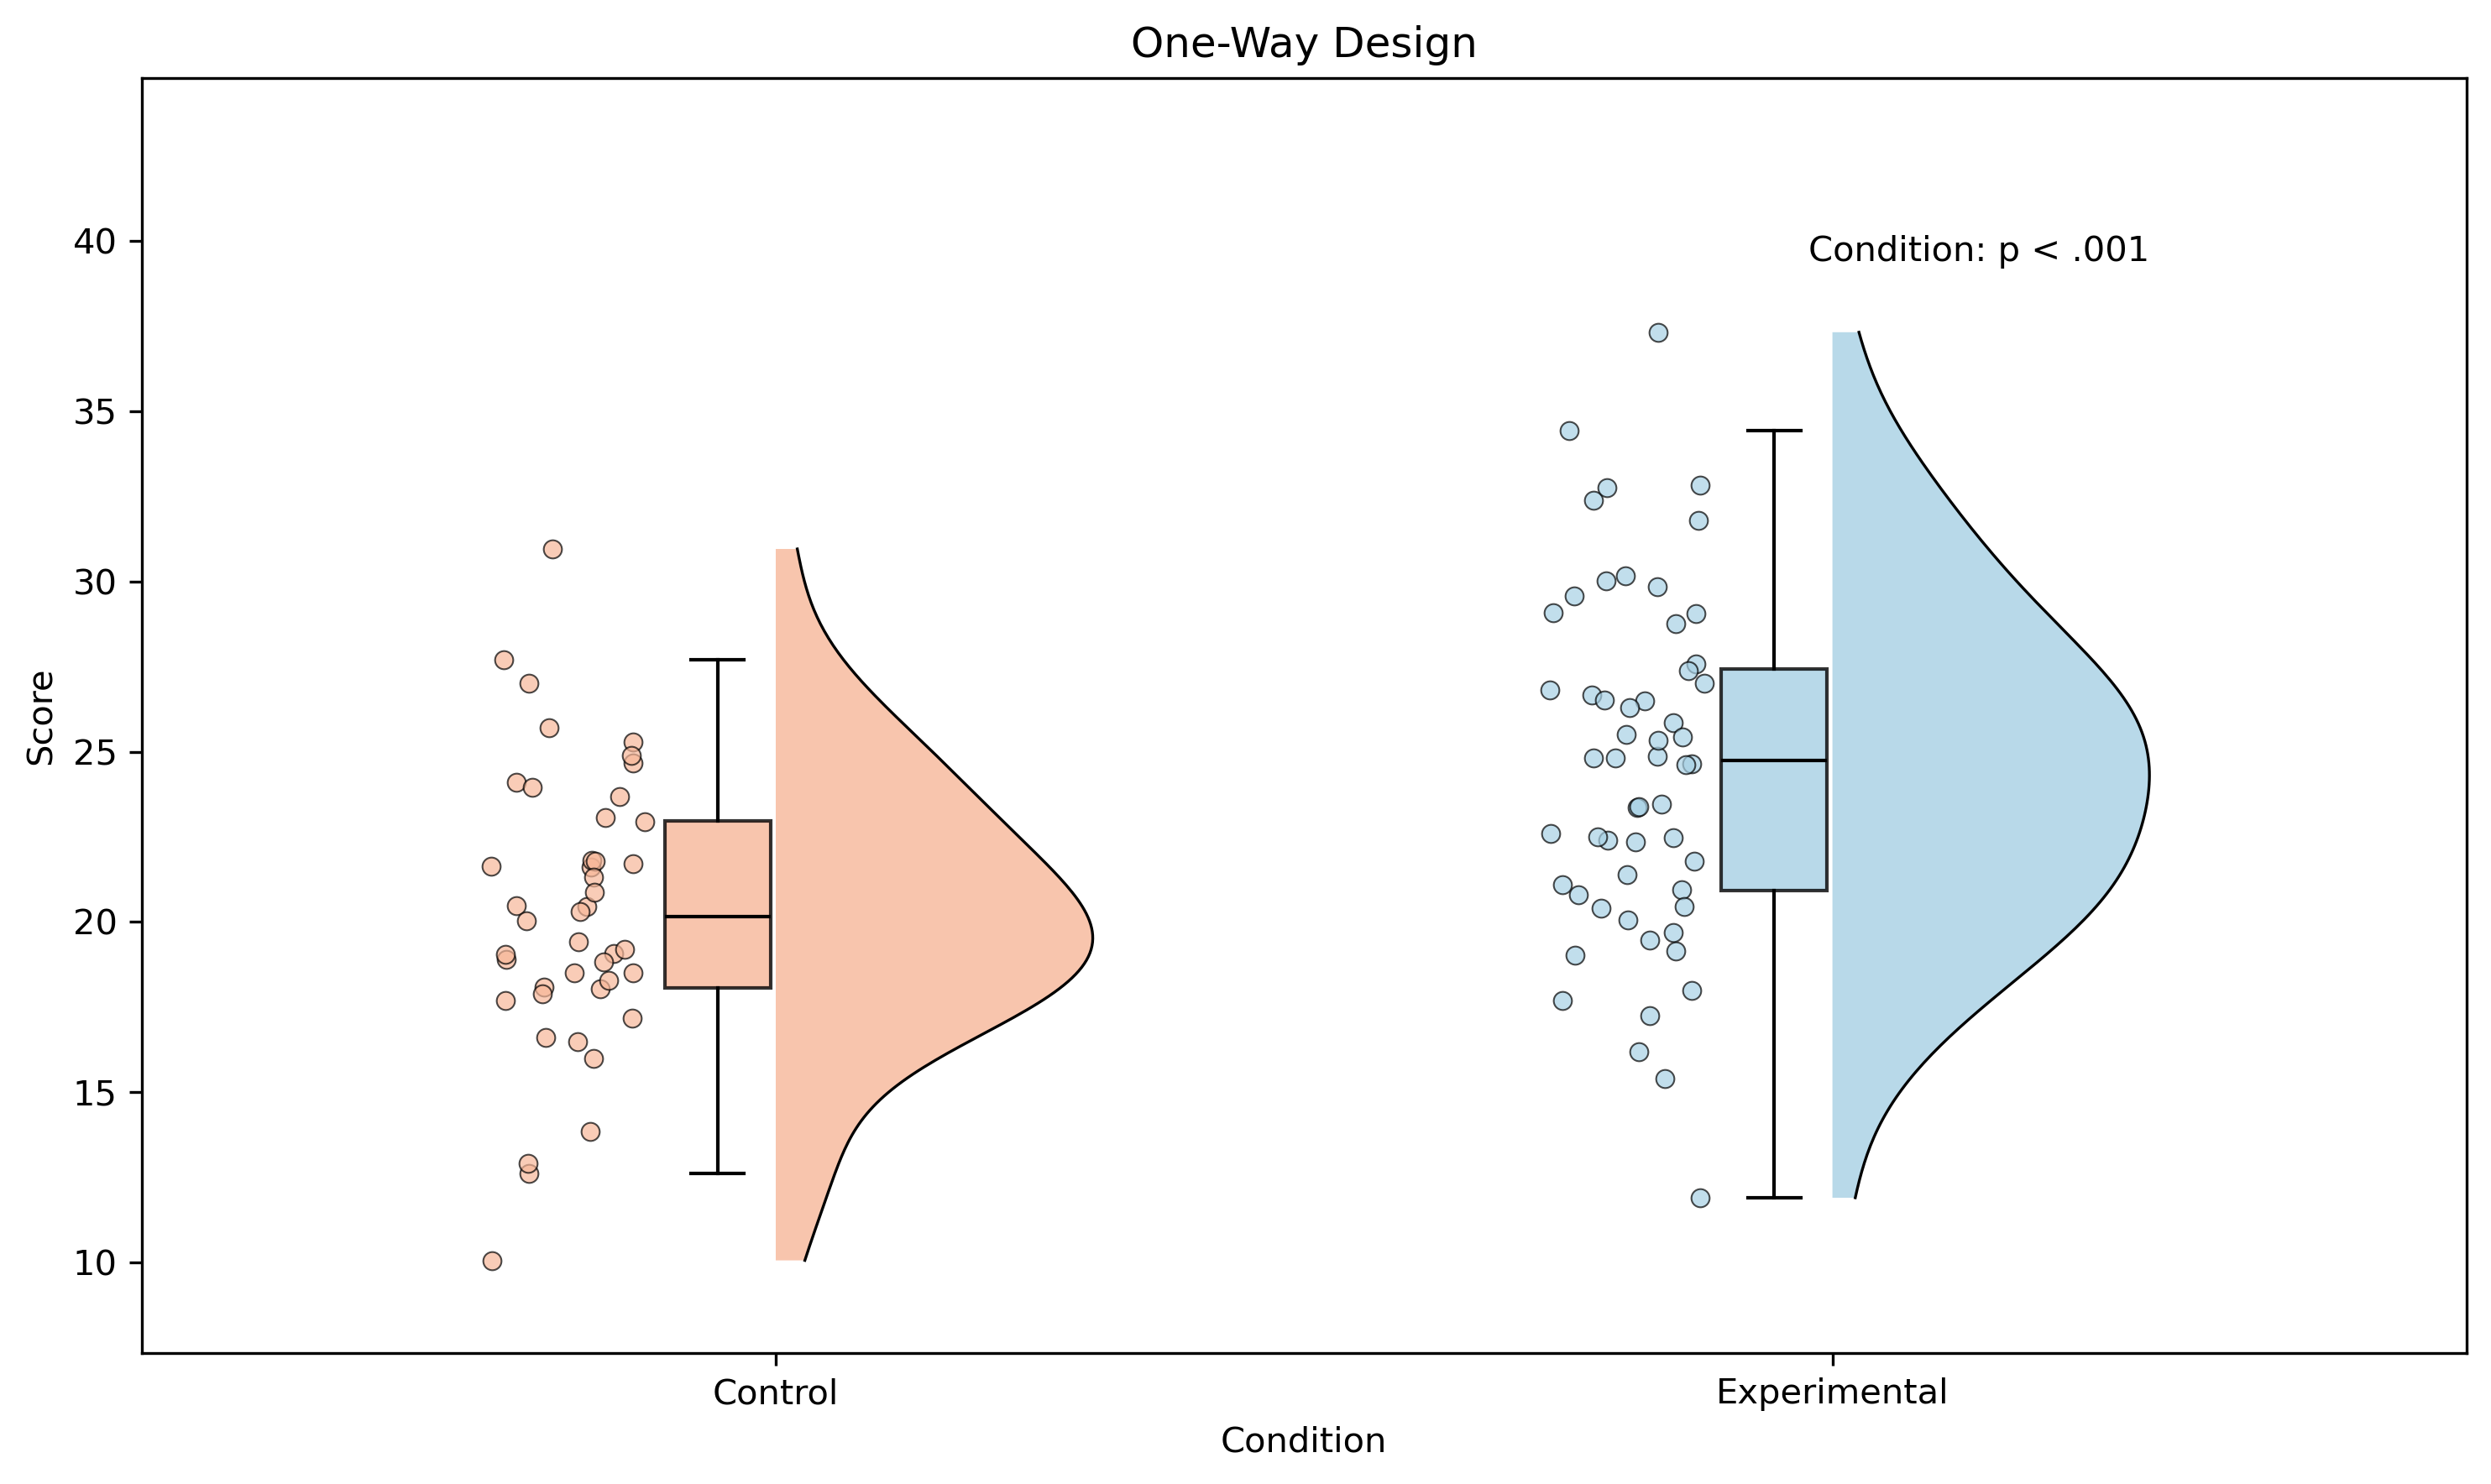 One-Way Design
Condition: p < .001
Score
40
35
30
25
20
15
10
Control
Experimental
Condition